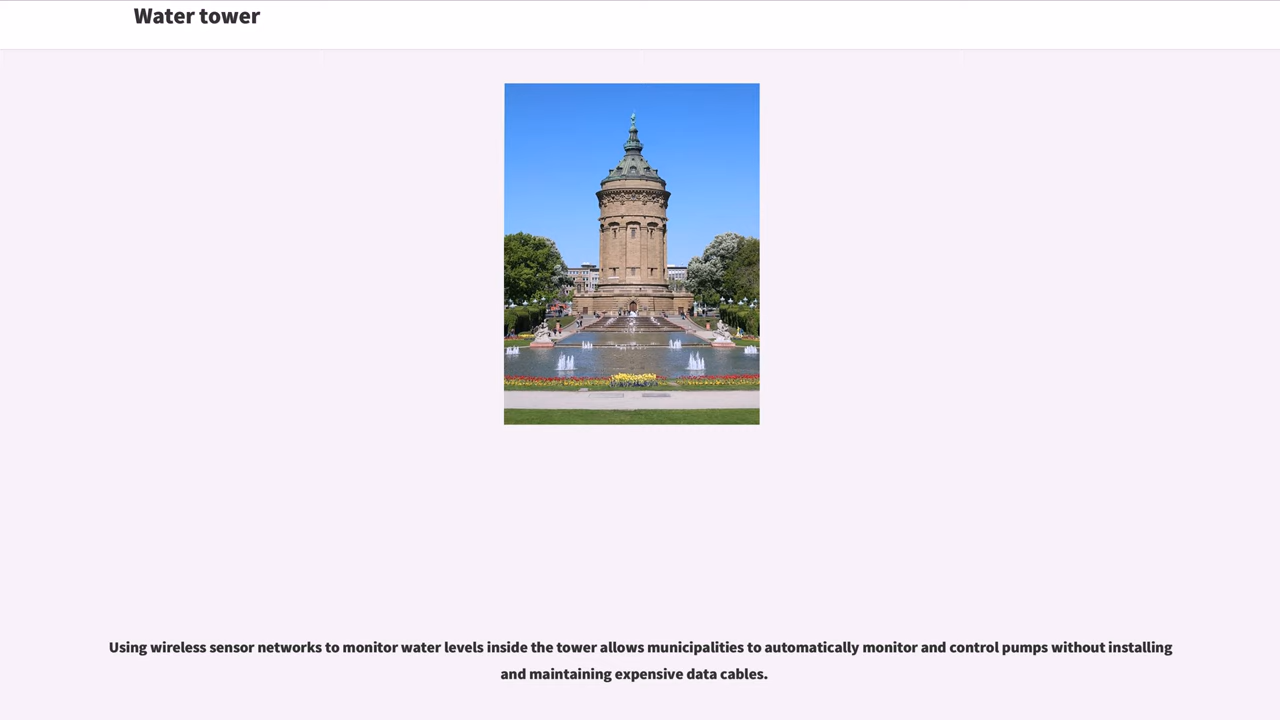 Water tower
Using wireless sensor networks to monitor water levels inside the tower allows municipalities to automatically monitor and control pumps without installing
and maintaining expensive data cables.